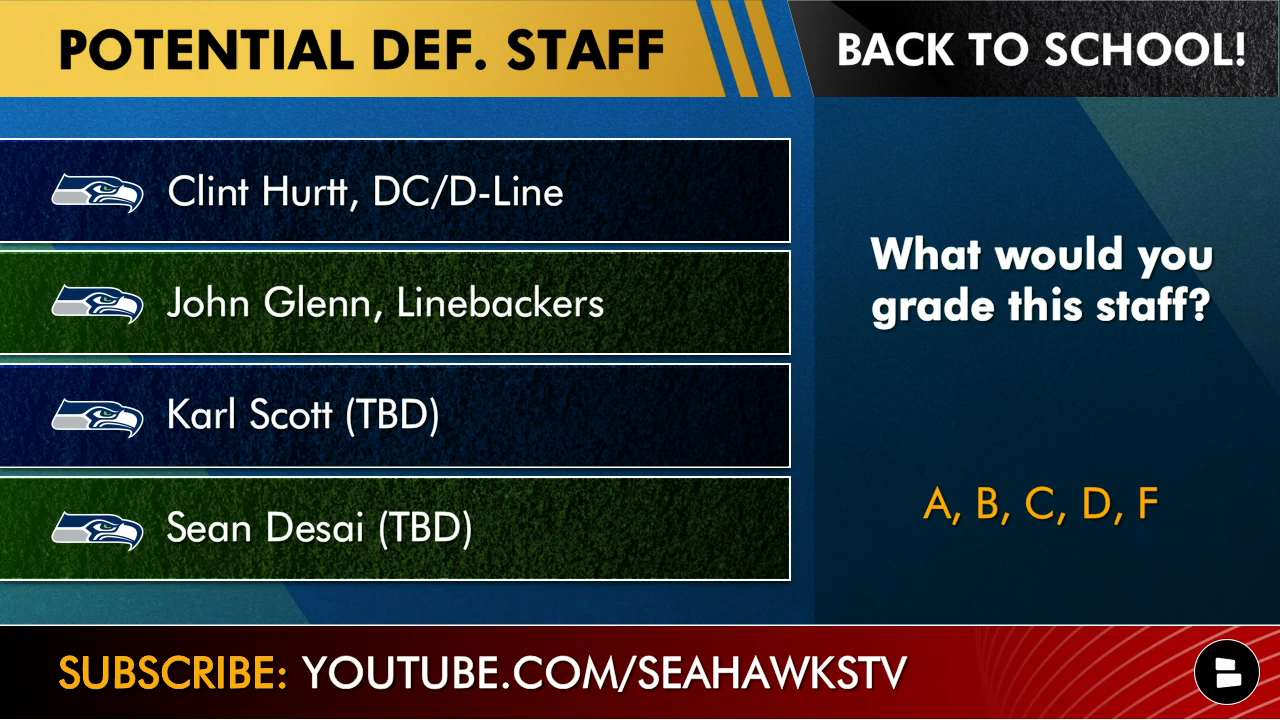 POTENTIAL DEF. STAFF
BACK TO SCHOOL!
Clint Hurtt, DC/D-Line
John Glenn, Linebackers
Karl Scott (TBD)
Sean Desai (TBD)
What would you
grade this staff?
A, B, C, D, F
SUBSCRIBE: YOUTUBE.COM/SEAHAWKSTV